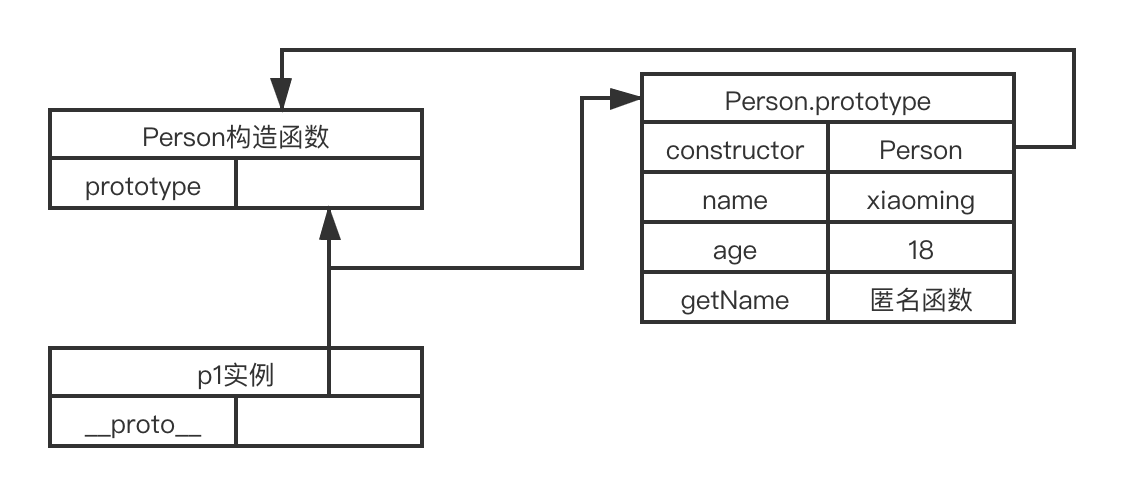 Person构造函数
prototype
Person.prototype
constructor Person
name xiaoming
age 18
getName 匿名函数
p1实例
__proto__